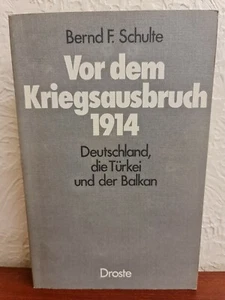 Bernd F. Schulte
Vor dem
Kriegsausbruch
1914
Deutschland,
die Türkei
und der Balkan
Droste